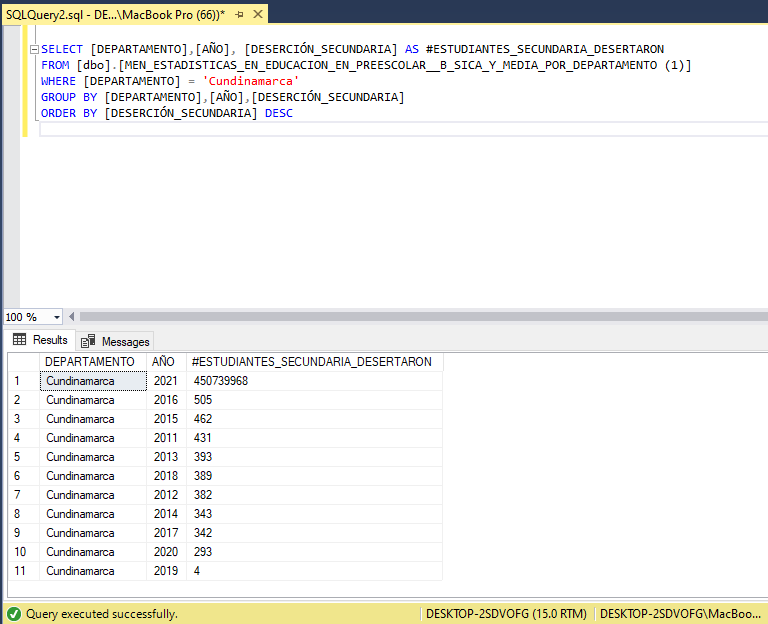 SQLQuery2.sql - DE...\MacBook Pro (66))*
SELECT [DEPARTAMENTO],[AÑO], [DESERCIÓN_SECUNDARIA] AS #ESTUDIANTES_SECUNDARIA_DESERTARON
FROM [dbo].[MEN_ESTADISTICAS_EN_EDUCACION_EN_PREESCOLAR__B_SICA_Y_MEDIA_POR_DEPARTAMENTO (1)]
WHERE [DEPARTAMENTO] = 'Cundinamarca'
GROUP BY [DEPARTAMENTO],[AÑO],[DESERCIÓN_SECUNDARIA]
ORDER BY [DESERCIÓN_SECUNDARIA] DESC
100 %
Results Messages
DEPARTAMENTO AÑO #ESTUDIANTES_SECUNDARIA_DESERTARON
1 Cundinamarca 2021 450739968
2 Cundinamarca 2016 505
3 Cundinamarca 2015 462
4 Cundinamarca 2011 431
5 Cundinamarca 2013 393
6 Cundinamarca 2018 389
7 Cundinamarca 2012 382
8 Cundinamarca 2014 343
9 Cundinamarca 2017 342
10 Cundinamarca 2020 293
11 Cundinamarca 2019 4
Query executed successfully. DESKTOP-2SDVOFG (15.0 RTM) DESKTOP-2SDVOFG\MacBoo...